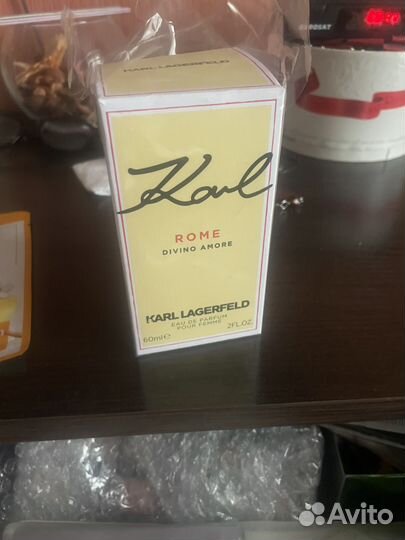 KARL LAGERFELD
Karl
ROME
DIVINO AMORE
KARL LAGERFELD
EAU DE PARFUM
POUR FEMME
60ml℮ 2FL.OZ.
Avito